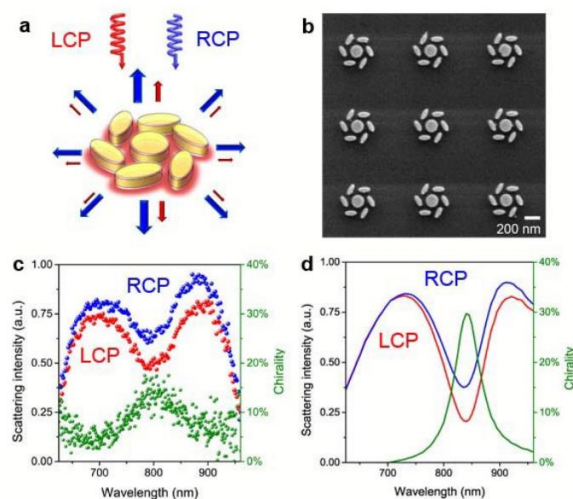 a
LCP
RCP
b
200 nm
c
1.00
0.75
0.50
0.25
0.00
Scattering intensity (a.u.)
RCP
LCP
40%
30%
20%
10%
0%
Chirality
700
800
900
Wavelength (nm)
d
1.00
0.75
0.50
0.25
0.00
Scattering intensity (a.u.)
RCP
LCP
40%
30%
20%
10%
0%
Chirality
700
800
900
Wavelength (nm)